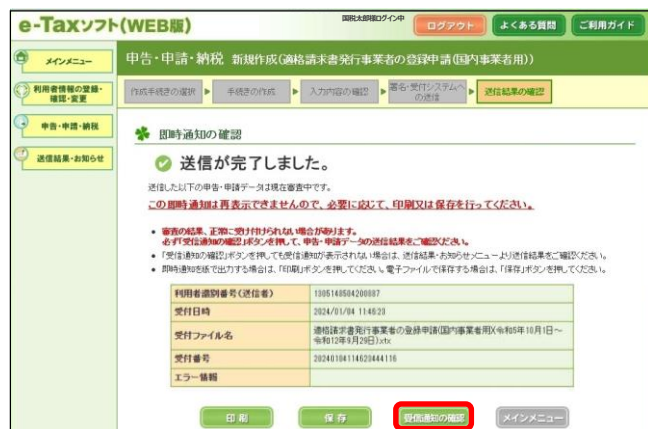 e-Taxソフト(WEB版)
国税太郎様ログイン中
ログアウト
よくある質問
ご利用ガイド
メインメニュー
利用者情報の登録・
確認・変更
申告・申請・納税
送信結果・お知らせ
申告・申請・納税 新規作成(適格請求書発行事業者の登録申請(国内事業者用))
作成手続きの選択
手続きの作成
入力内容の確認
署名・受付システムへ
の送信
送信結果の確認
即時通知の確認
送信が完了しました。
送信した以下の申告・申請データは現在審査中です。
この即時通知は再表示できませんので、必要に応じて、印刷又は保存を行ってください。
審査の結果、正常に受け付けられない場合があります。
必ず「受信通知の確認」ボタンを押して、申告・申請データの送信結果をご確認ください。
「受信通知の確認」ボタンを押しても受信通知が表示されない場合は、送信結果・お知らせメニューより送信結果をご確認ください。
即時通知を紙で出力する場合は、「印刷」ボタンを押してください。電子ファイルで保存する場合は、「保存」ボタンを押してください。
利用者識別番号(送信者)
受付日時
2024/01/04 11:46:23
受付ファイル名
適格請求書発行事業者の登録申請(国内事業者用)(令和5年10月1日～
令和12年9月29日).xtx
受付番号
20240104114623444116
エラー情報
印刷
保存
受信通知の確認
メインメニュー